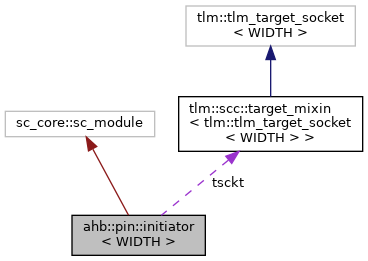 tlm::tlm_target_socket
< WIDTH >
tlm::scc::target_mixin
< tlm::tlm_target_socket
< WIDTH > >
sc_core::sc_module
tsckt
ahb::pin::initiator
< WIDTH >